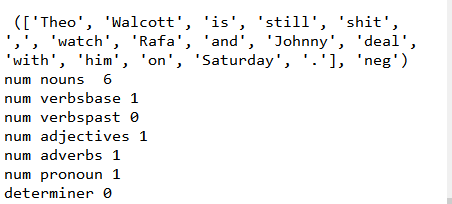 (['Theo', 'Walcott', 'is', 'still', 'shit',
',', 'watch', 'Rafa', 'and', 'Johnny', 'deal',
'with', 'him', 'on', 'Saturday', '.'], 'neg')
num nouns  6
num verbsbase 1
num verbspast 0
num adjectives 1
num adverbs 1
num pronoun 1
determiner 0